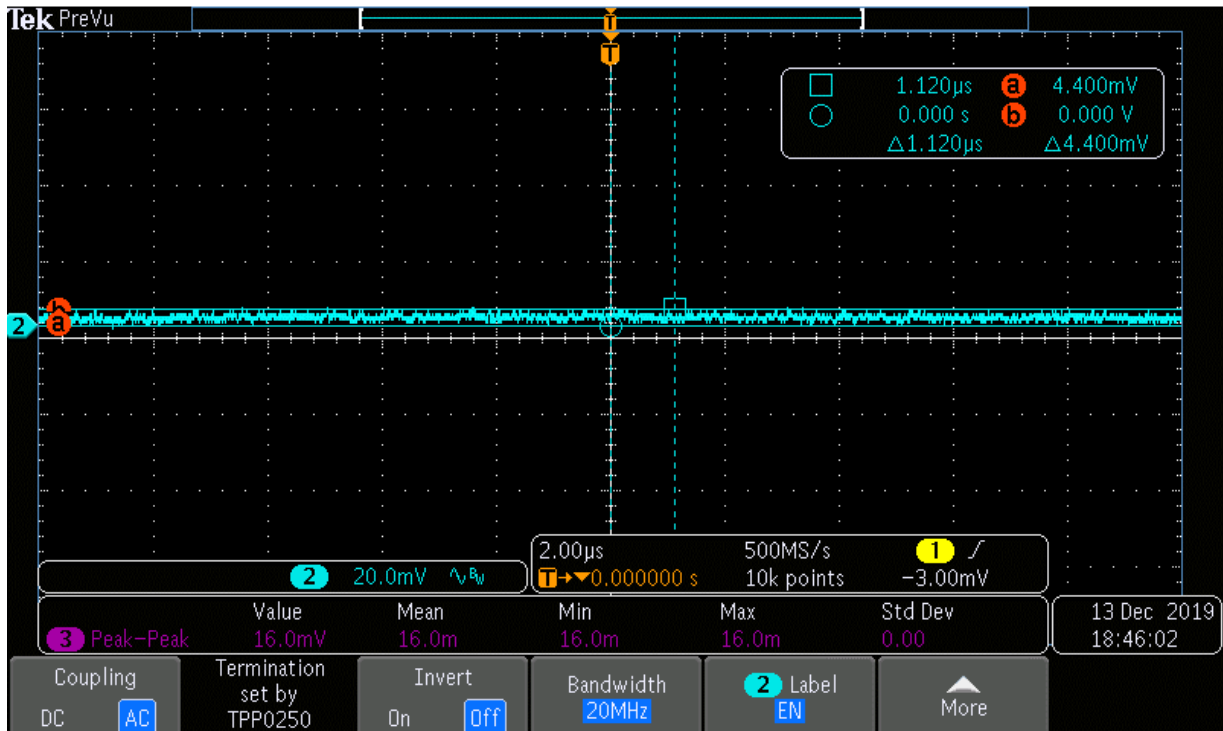 Tek PreVu
T
T
1.120µs a 4.400mV
0.000 s b 0.000 V
△1.120µs △4.400mV
b
2 a
2 20.0mV BW
2.00µs 500MS/s 1
T→▼0.000000 s 10k points −3.00mV
Value Mean Min Max Std Dev
3 Peak−Peak 16.0mV 16.0m 16.0m 16.0m 0.00
13 Dec 2019
18:46:02
Coupling
DC AC
Termination
set by
TPP0250
Invert
On Off
Bandwidth
20MHz
2 Label
EN
More